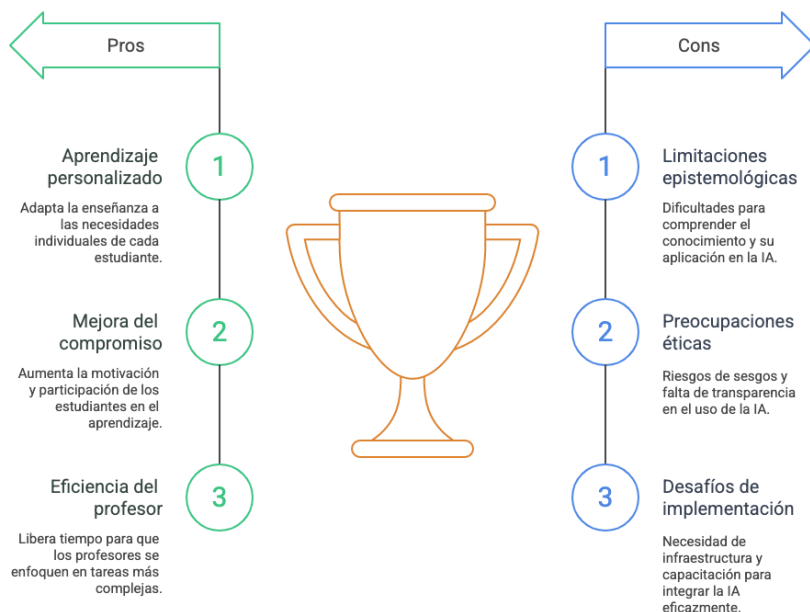 Pros
1
Aprendizaje
personalizado
Adapta la enseñanza a
las necesidades
individuales de cada
estudiante.
2
Mejora del
compromiso
Aumenta la motivación
y participación de los
estudiantes en el
aprendizaje.
3
Eficiencia del
profesor
Libera tiempo para que
los profesores se
enfoquen en tareas más
complejas.
Cons
1
Limitaciones
epistemológicas
Dificultades para
comprender el
conocimiento y su
aplicación en la IA.
2
Preocupaciones
éticas
Riesgos de sesgos y
falta de transparencia
en el uso de la IA.
3
Desafíos de
implementación
Necesidad de
infraestructura y
capacitación para
integrar la IA
eficazmente.